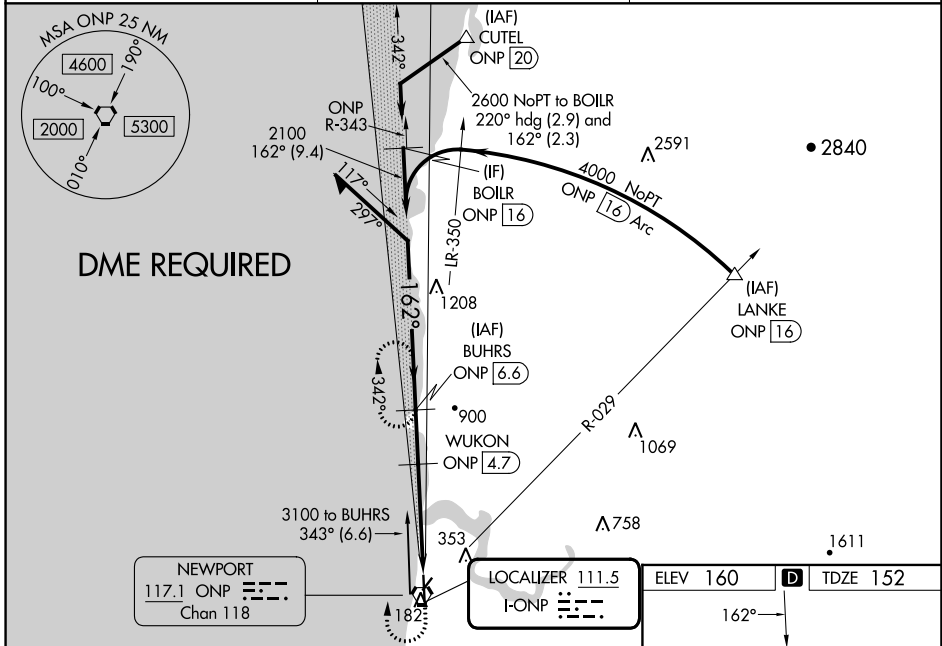 MSA ONP 25 NM
4600
190°
100°
2000
5300
010°
342°
(IAF)
CUTEL
ONP 20
2600 NoPT to BOILR
220° hdg (2.9) and
162° (2.3)
ONP
R-343
2100
162° (9.4)
(IF)
BOILR
ONP 16
117°
297°
LR-350
2591
2840
4000 NoPT
ONP 16 Arc
(IAF)
LANKE
ONP 16
DME REQUIRED
162°
1208
(IAF)
BUHRS
ONP 6.6
342°
900
WUKON
ONP 4.7
R-029
1069
3100 to BUHRS
343° (6.6)
353
758
1611
NEWPORT
117.1 ONP
Chan 118
182
LOCALIZER 111.5
I-ONP
ELEV 160
D
TDZE 152
162°